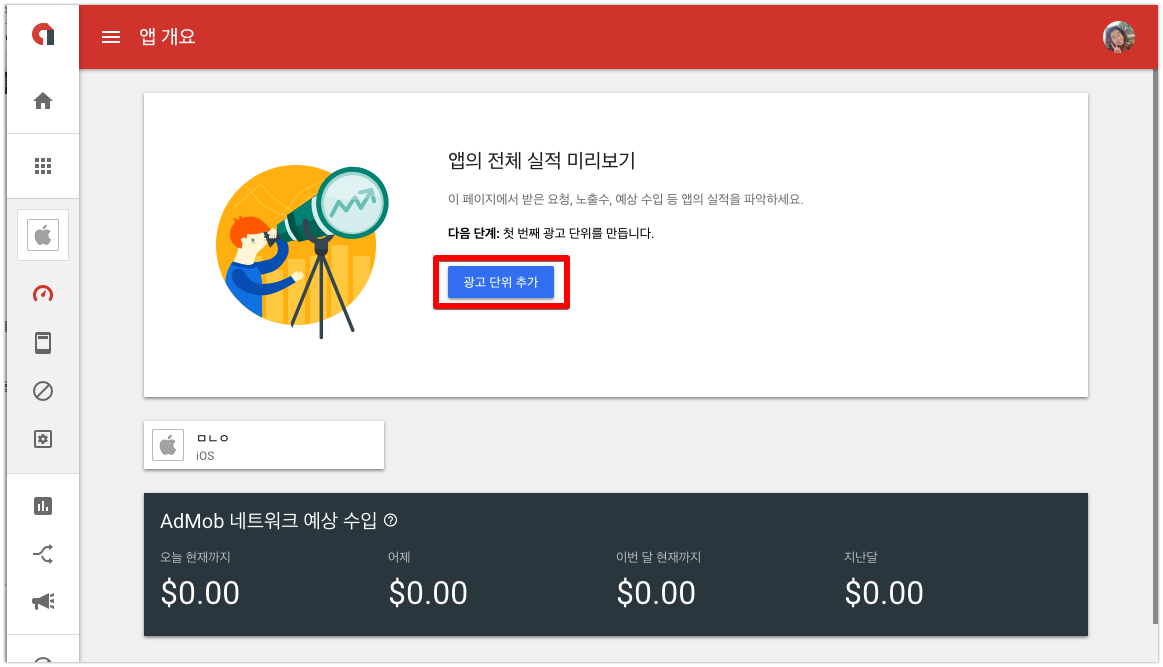 앱 개요
앱의 전체 실적 미리보기
이 페이지에서 받은 요청, 노출수, 예상 수입 등 앱의 실적을 파악하세요.
다음 단계: 첫 번째 광고 단위를 만듭니다.
광고 단위 추가
ㅁㄴㅇ
iOS
AdMob 네트워크 예상 수입
오늘 현재까지
어제
이번 달 현재까지
지난달
$0.00
$0.00
$0.00
$0.00